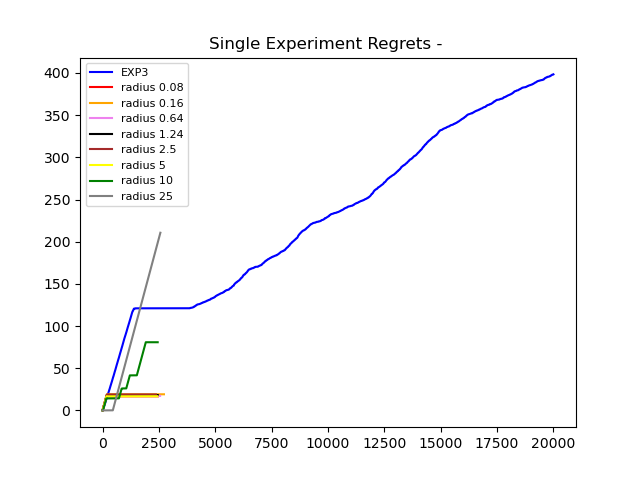 Single Experiment Regrets -
EXP3
radius 0.08
radius 0.16
radius 0.64
radius 1.24
radius 2.5
radius 5
radius 10
radius 25
400
350
300
250
200
150
100
50
0
0 2500 5000 7500 10000 12500 15000 17500 20000